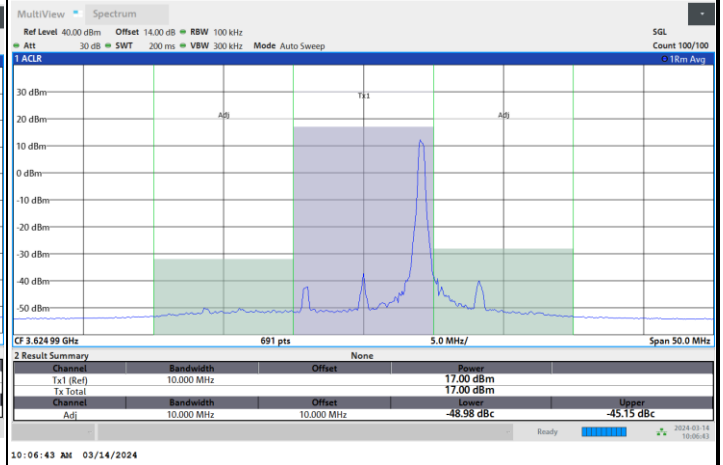 MultiView Spectrum
Ref Level 40.00 dBm Offset 14.00 dB RBW 100 kHz SGL
Att 30 dB SWT 200 ms VBW 300 kHz Mode Auto Sweep Count 100/100
1 ACLR 1Rm Avg
30 dBm
Tx1
20 dBm Adj Adj
10 dBm
0 dBm
-10 dBm
-20 dBm
-30 dBm
-40 dBm
-50 dBm
CF 3.624 99 GHz 691 pts 5.0 MHz/ Span 50.0 MHz
2 Result Summary None
Channel Bandwidth Offset Power
Tx1 (Ref) 10.000 MHz 17.00 dBm
Tx Total 17.00 dBm
Channel Bandwidth Offset Lower Upper
Adj 10.000 MHz 10.000 MHz -48.98 dBc -45.15 dBc
Ready 2024-03-14
10:06:43
10:06:43 AM 03/14/2024